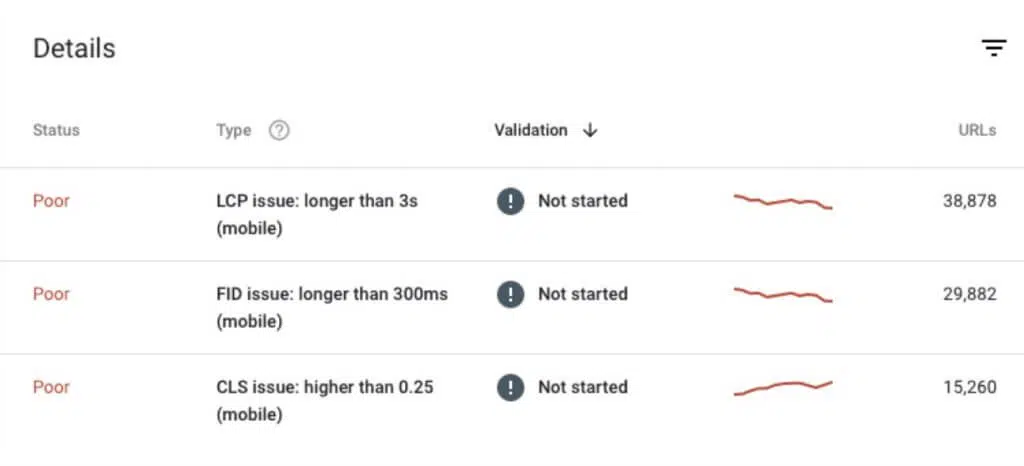 Details
Status Type ? Validation ↓ URLs
Poor LCP issue: longer than 3s ! Not started 38,878
(mobile)
Poor FID issue: longer than 300ms ! Not started 29,882
(mobile)
Poor CLS issue: higher than 0.25 ! Not started 15,260
(mobile)